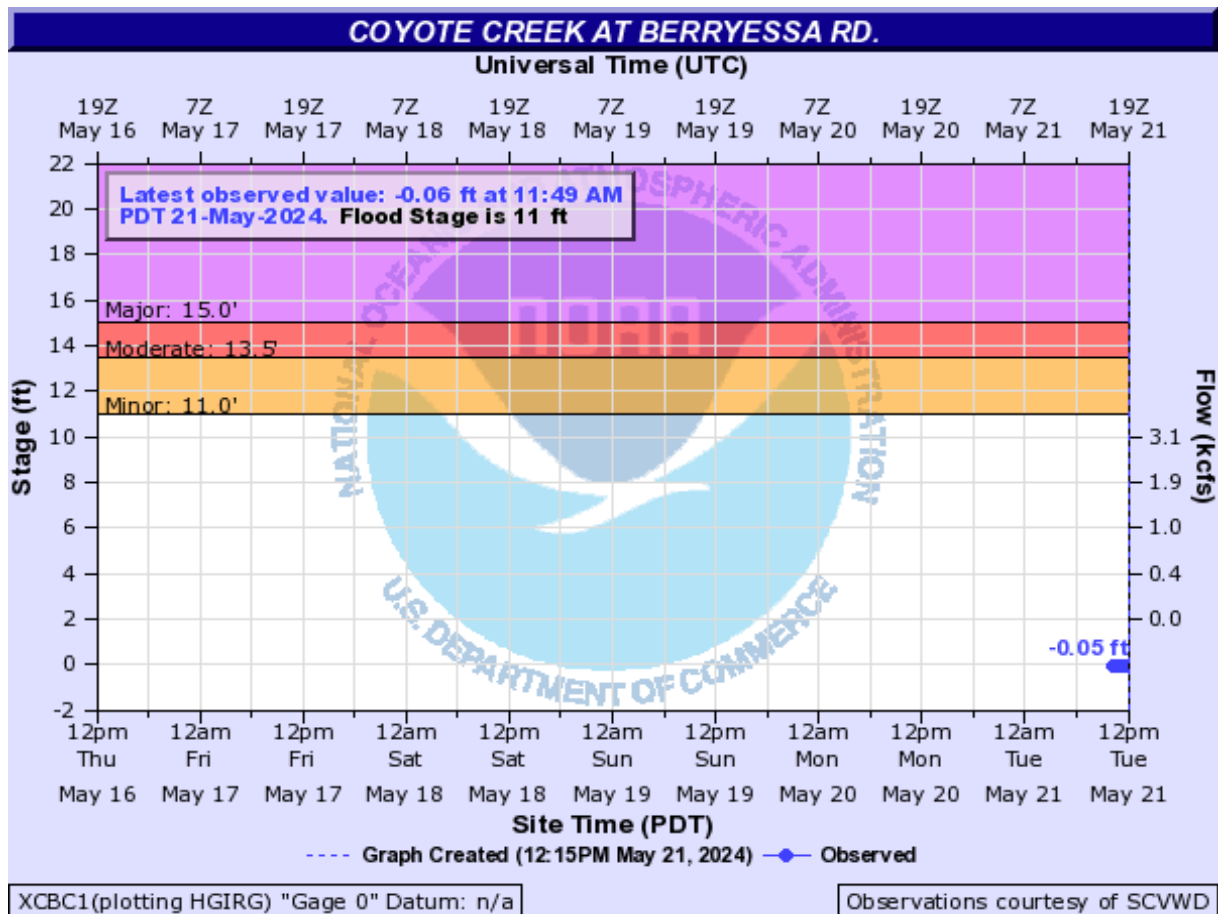 COYOTE CREEK AT BERRYESSA RD.
Universal Time (UTC)
19Z 7Z 19Z 7Z 19Z 7Z 19Z 7Z 19Z 7Z 19Z
May 16 May 17 May 17 May 18 May 18 May 19 May 19 May 20 May 20 May 21 May 21
Latest observed value: -0.06 ft at 11:49 AM
PDT 21-May-2024. Flood Stage is 11 ft
22
20
18
16
14
12
10
8
6
4
2
0
-2
Stage (ft)
Major: 15.0'
Moderate: 13.5'
Minor: 11.0'
NATIONAL OCEANIC AND ATMOSPHERIC ADMINISTRATION
NOAA
U.S. DEPARTMENT OF COMMERCE
3.1
1.9
1.0
0.4
0.0
Flow (kcfs)
-0.05 ft
12pm 12am 12pm 12am 12pm 12am 12pm 12am 12pm 12am 12pm
Thu Fri Fri Sat Sat Sun Sun Mon Mon Tue Tue
May 16 May 17 May 17 May 18 May 18 May 19 May 19 May 20 May 20 May 21 May 21
Site Time (PDT)
Graph Created (12:15PM May 21, 2024) Observed
XCBC1(plotting HGIRG) "Gage 0" Datum: n/a
Observations courtesy of SCVWD